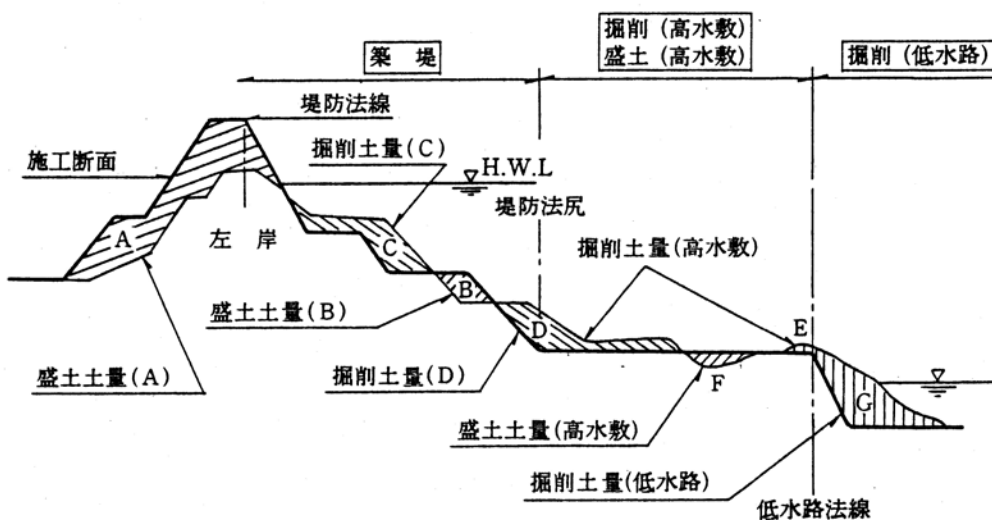 築 堤
掘削 (高水敷)
盛土 (高水敷)
掘削 (低水路)
堤防法線
掘削土量(C)
施工断面
H.W.L
堤防法尻
A
左 岸
C
掘削土量(高水敷)
盛土土量(B)
B
E
D
盛土土量(A)
掘削土量(D)
F
G
盛土土量(高水敷)
掘削土量(低水路)
低水路法線